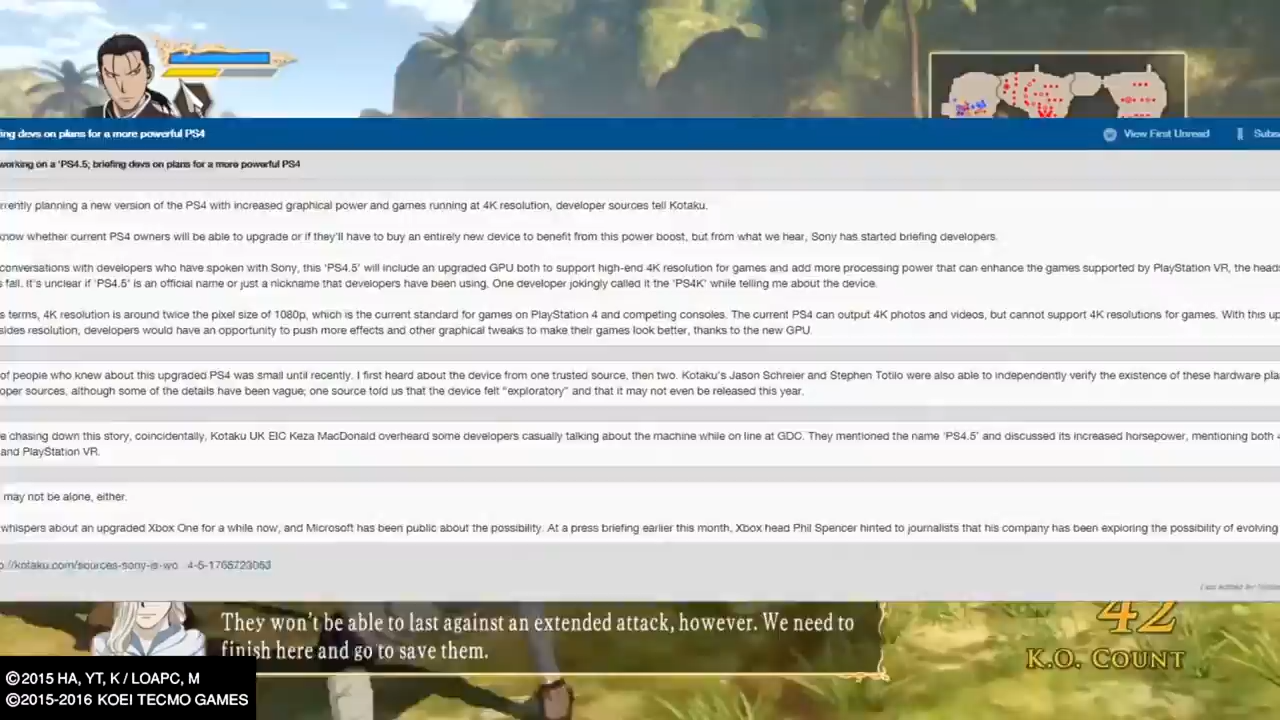 ing devs on plans for a more powerful PS4
View First Unread
Subs
working on a 'PS4.5; briefing devs on plans for a more powerful PS4
rrently planning a new version of the PS4 with increased graphical power and games running at 4K resolution, developer sources tell Kotaku.
know whether current PS4 owners will be able to upgrade or if they'll have to buy an entirely new device to benefit from this power boost, but from what we hear, Sony has started briefing developers.
conversations with developers who have spoken with Sony, this 'PS4.5' will include an upgraded GPU both to support high-end 4K resolution for games and add more processing power that can enhance the games supported by PlayStation VR, the heads
s fall. It's unclear if 'PS4.5' is an official name or just a nickname that developers have been using. One developer jokingly called it the 'PS4K' while telling me about the device.
s terms, 4K resolution is around twice the pixel size of 1080p, which is the current standard for games on PlayStation 4 and competing consoles. The current PS4 can output 4K photos and videos, but cannot support 4K resolutions for games. With this up
sides resolution, developers would have an opportunity to push more effects and other graphical tweaks to make their games look better, thanks to the new GPU.
of people who knew about this upgraded PS4 was small until recently. I first heard about the device from one trusted source, then two. Kotaku's Jason Schreier and Stephen Totilo were also able to independently verify the existence of these hardware pla
oper sources, although some of the details have been vague; one source told us that the device felt "exploratory" and that it may not even be released this year.
e chasing down this story, coincidentally, Kotaku UK EIC Keza MacDonald overheard some developers casually talking about the machine while on line at GDC. They mentioned the name 'PS4.5' and discussed its increased horsepower, mentioning both 4
and PlayStation VR.
may not be alone, either.
whispers about an upgraded Xbox One for a while now, and Microsoft has been public about the possibility. At a press briefing earlier this month, Xbox head Phil Spencer hinted to journalists that his company has been exploring the possibility of evolving
p://kotaku.com/sources-sony-is-wo...4-5-1765723053
Last edited by
They won't be able to last against an extended attack, however. We need to
finish here and go to save them.
42
K.O. COUNT
©2015 HA, YT, K / LOAPC, M
©2015-2016 KOEI TECMO GAMES